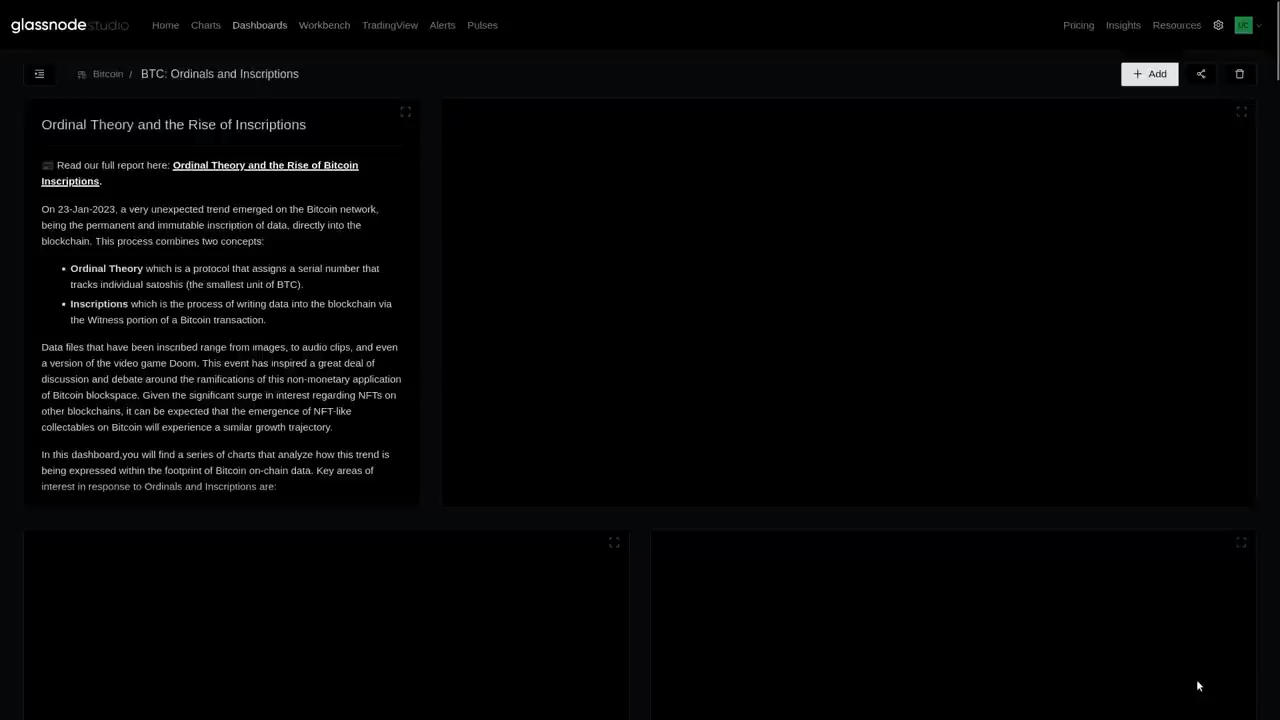 glassnodestudio Home Charts Dashboards Workbench TradingView Alerts Pulses Pricing Insights Resources UC
Bitcoin / BTC: Ordinals and Inscriptions + Add
Ordinal Theory and the Rise of Inscriptions
Read our full report here: Ordinal Theory and the Rise of Bitcoin
Inscriptions.
On 23-Jan-2023, a very unexpected trend emerged on the Bitcoin network,
being the permanent and immutable inscription of data, directly into the
blockchain. This process combines two concepts:
• Ordinal Theory which is a protocol that assigns a serial number that
tracks individual satoshis (the smallest unit of BTC).
• Inscriptions which is the process of writing data into the blockchain via
the Witness portion of a Bitcoin transaction.
Data files that have been inscribed range from images, to audio clips, and even
a version of the video game Doom. This event has inspired a great deal of
discussion and debate around the ramifications of this non-monetary application
of Bitcoin blockspace. Given the significant surge in interest regarding NFTs on
other blockchains, it can be expected that the emergence of NFT-like
collectables on Bitcoin will experience a similar growth trajectory.
In this dashboard,you will find a series of charts that analyze how this trend is
being expressed within the footprint of Bitcoin on-chain data. Key areas of
interest in response to Ordinals and Inscriptions are: